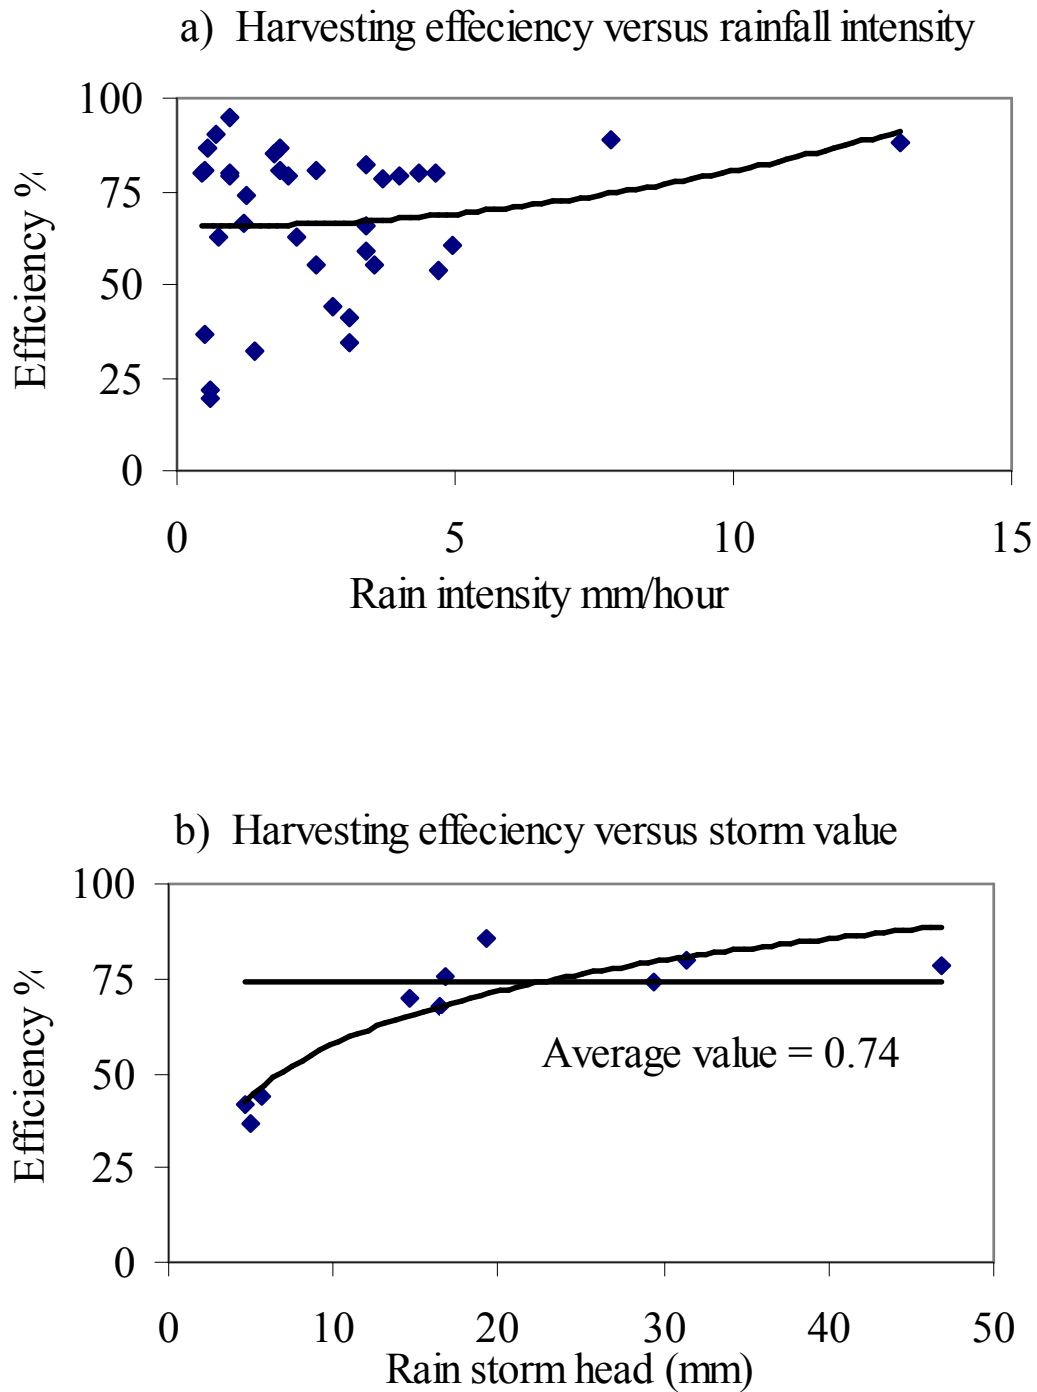 a) Harvesting effeciency versus rainfall intensity
100
75
50
25
0
Efficiency %
0 5 10 15
Rain intensity mm/hour
b) Harvesting effeciency versus storm value
100
75
50
25
0
Efficiency %
Average value = 0.74
0 10 20 30 40 50
Rain storm head (mm)